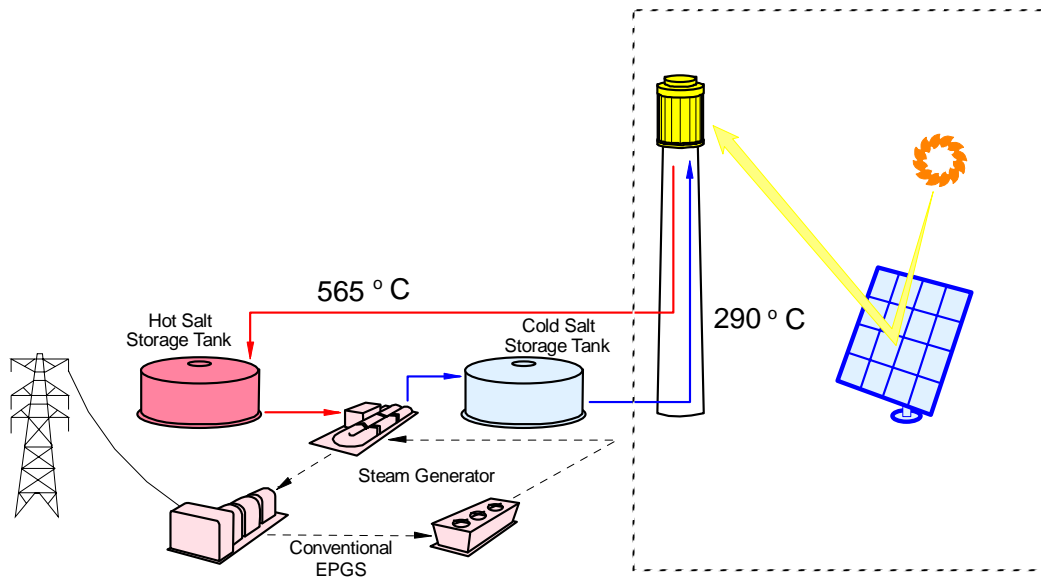 565 º C
Hot Salt
Storage Tank
Cold Salt
Storage Tank
290 º C
Steam Generator
Conventional
EPGS